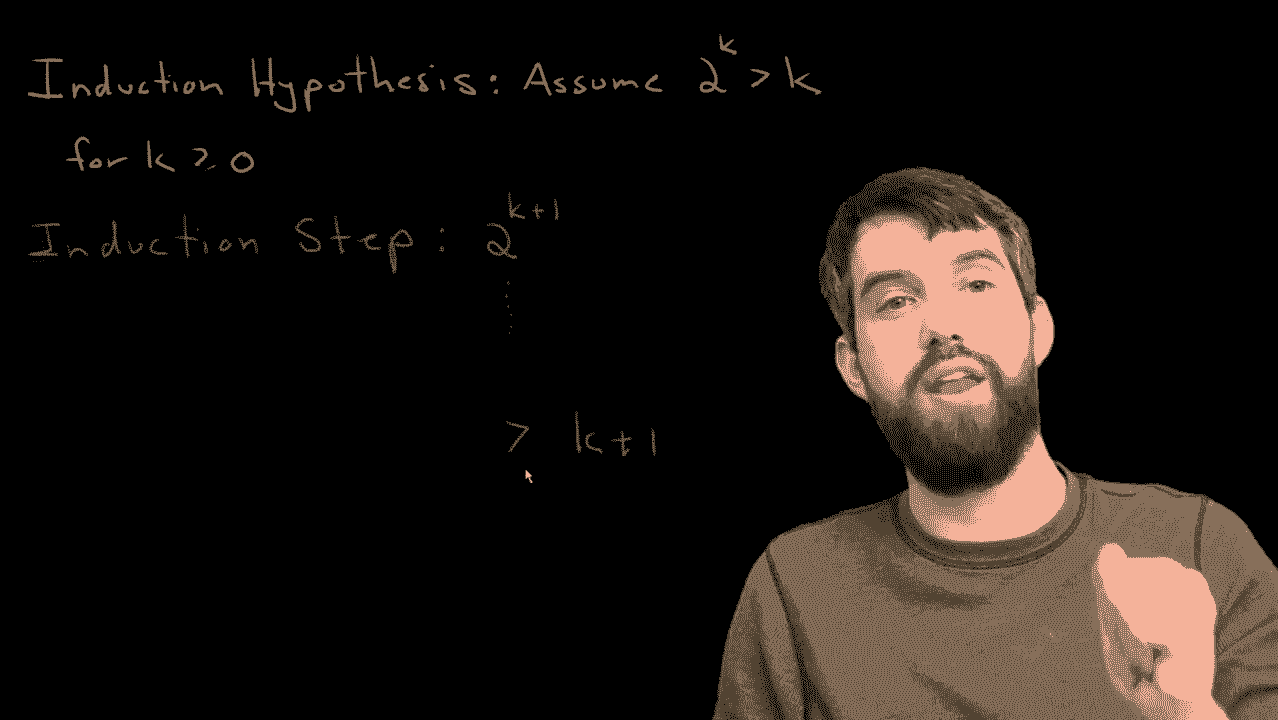 Induction Hypothesis: Assume 2^k > k
for k ≥ 0
Induction Step: 2^{k+1}
⋮
> k+1